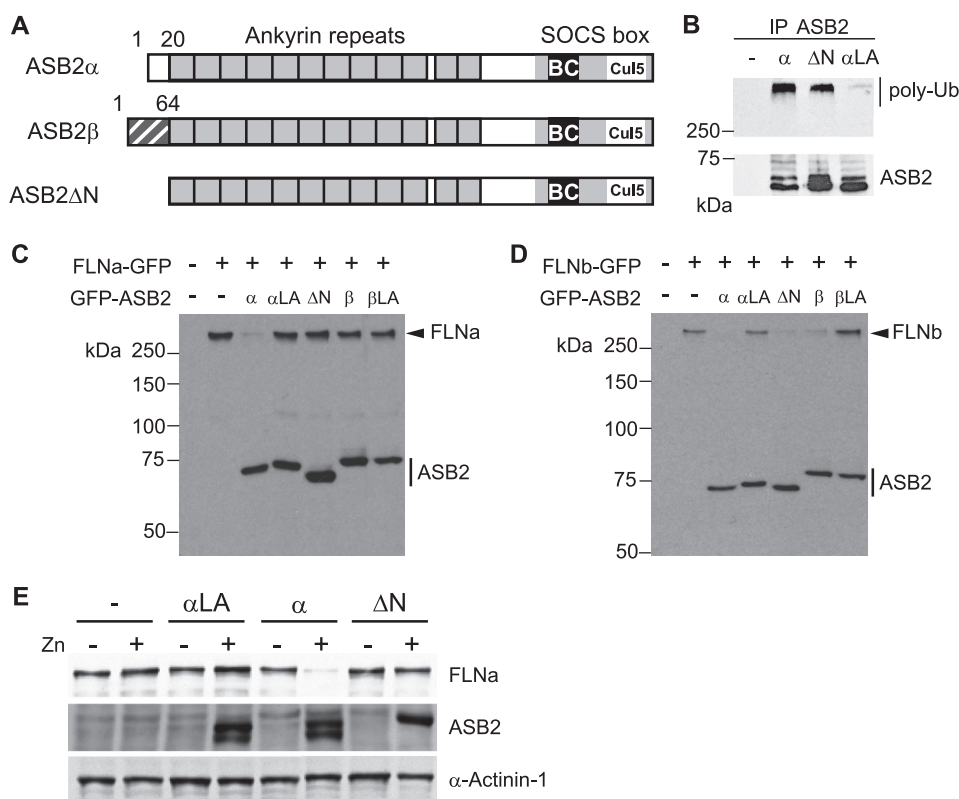 A
1 20 Ankyrin repeats SOCS box
ASB2α BC Cul5
1 64
ASB2β BC Cul5
ASB2ΔN BC Cul5
B
IP ASB2
- α ΔN αLA
poly-Ub
250
75
ASB2
kDa
C
FLNa-GFP - + + + + + +
GFP-ASB2 - - α αLA ΔN β βLA
kDa
FLNa
250
150
100
75
ASB2
50
D
FLNb-GFP - + + + + + +
GFP-ASB2 - - α αLA ΔN β βLA
kDa
FLNb
250
150
100
75
ASB2
50
E
- αLA α ΔN
Zn - + - + - + - +
FLNa
ASB2
α-Actinin-1